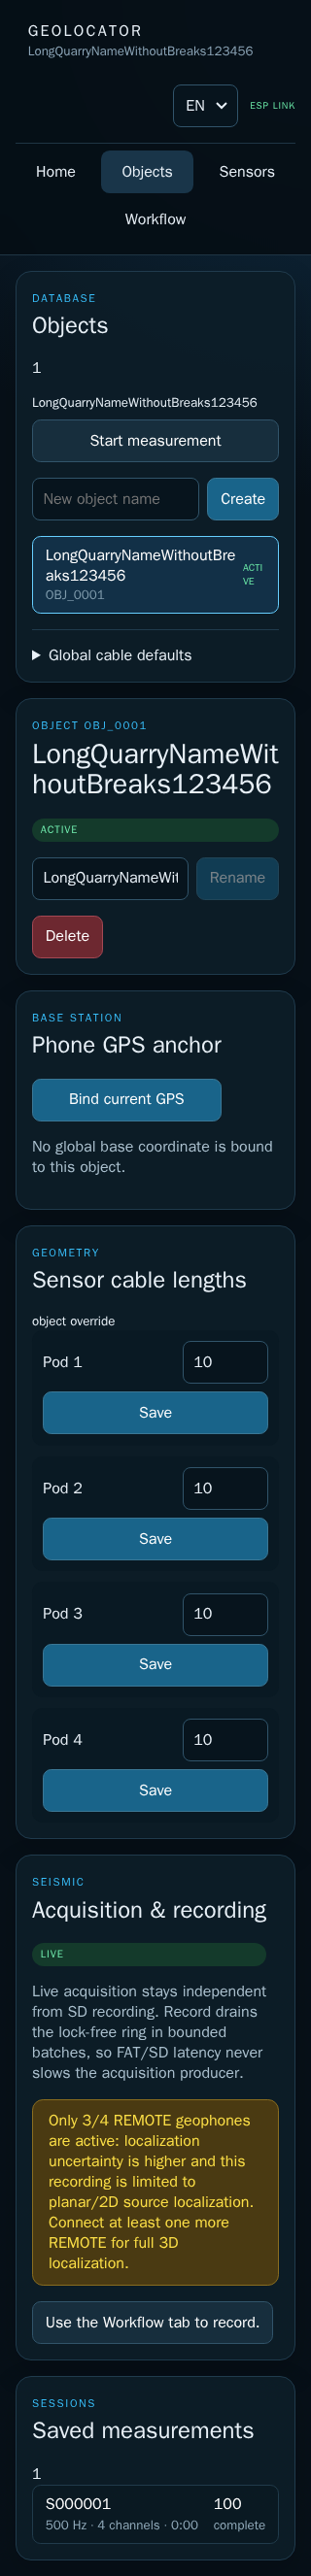 GEOLOCATOR
LongQuarryNameWithoutBreaks123456
EN
ESP LINK
Home
Objects
Sensors
Workflow
DATABASE
Objects
1
LongQuarryNameWithoutBreaks123456
Start measurement
New object name
Create
LongQuarryNameWithoutBre
aks123456
OBJ_0001
ACTI
VE
Global cable defaults
OBJECT OBJ_0001
LongQuarryNameWit
houtBreaks123456
ACTIVE
LongQuarryNameWit
Rename
Delete
BASE STATION
Phone GPS anchor
Bind current GPS
No global base coordinate is bound
to this object.
GEOMETRY
Sensor cable lengths
object override
Pod 1
10
Save
Pod 2
10
Save
Pod 3
10
Save
Pod 4
10
Save
SEISMIC
Acquisition & recording
LIVE
Live acquisition stays independent
from SD recording. Record drains
the lock-free ring in bounded
batches, so FAT/SD latency never
slows the acquisition producer.
Only 3/4 REMOTE geophones
are active: localization
uncertainty is higher and this
recording is limited to
planar/2D source localization.
Connect at least one more
REMOTE for full 3D
localization.
Use the Workflow tab to record.
SESSIONS
Saved measurements
1
S000001
100
500 Hz · 4 channels · 0:00
complete